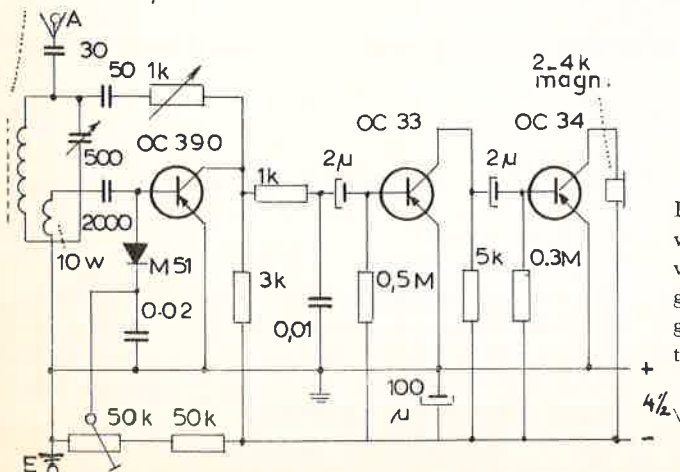 A
30
50 1k
2-4k
magn.
OC 390
OC 33
OC 34
500
1k
2µ
2µ
2000
10 w
M51
3k
0,5M
5k
0.3M
0.02
0,01
+
100
µ
4½ V
50k 50k
-
E